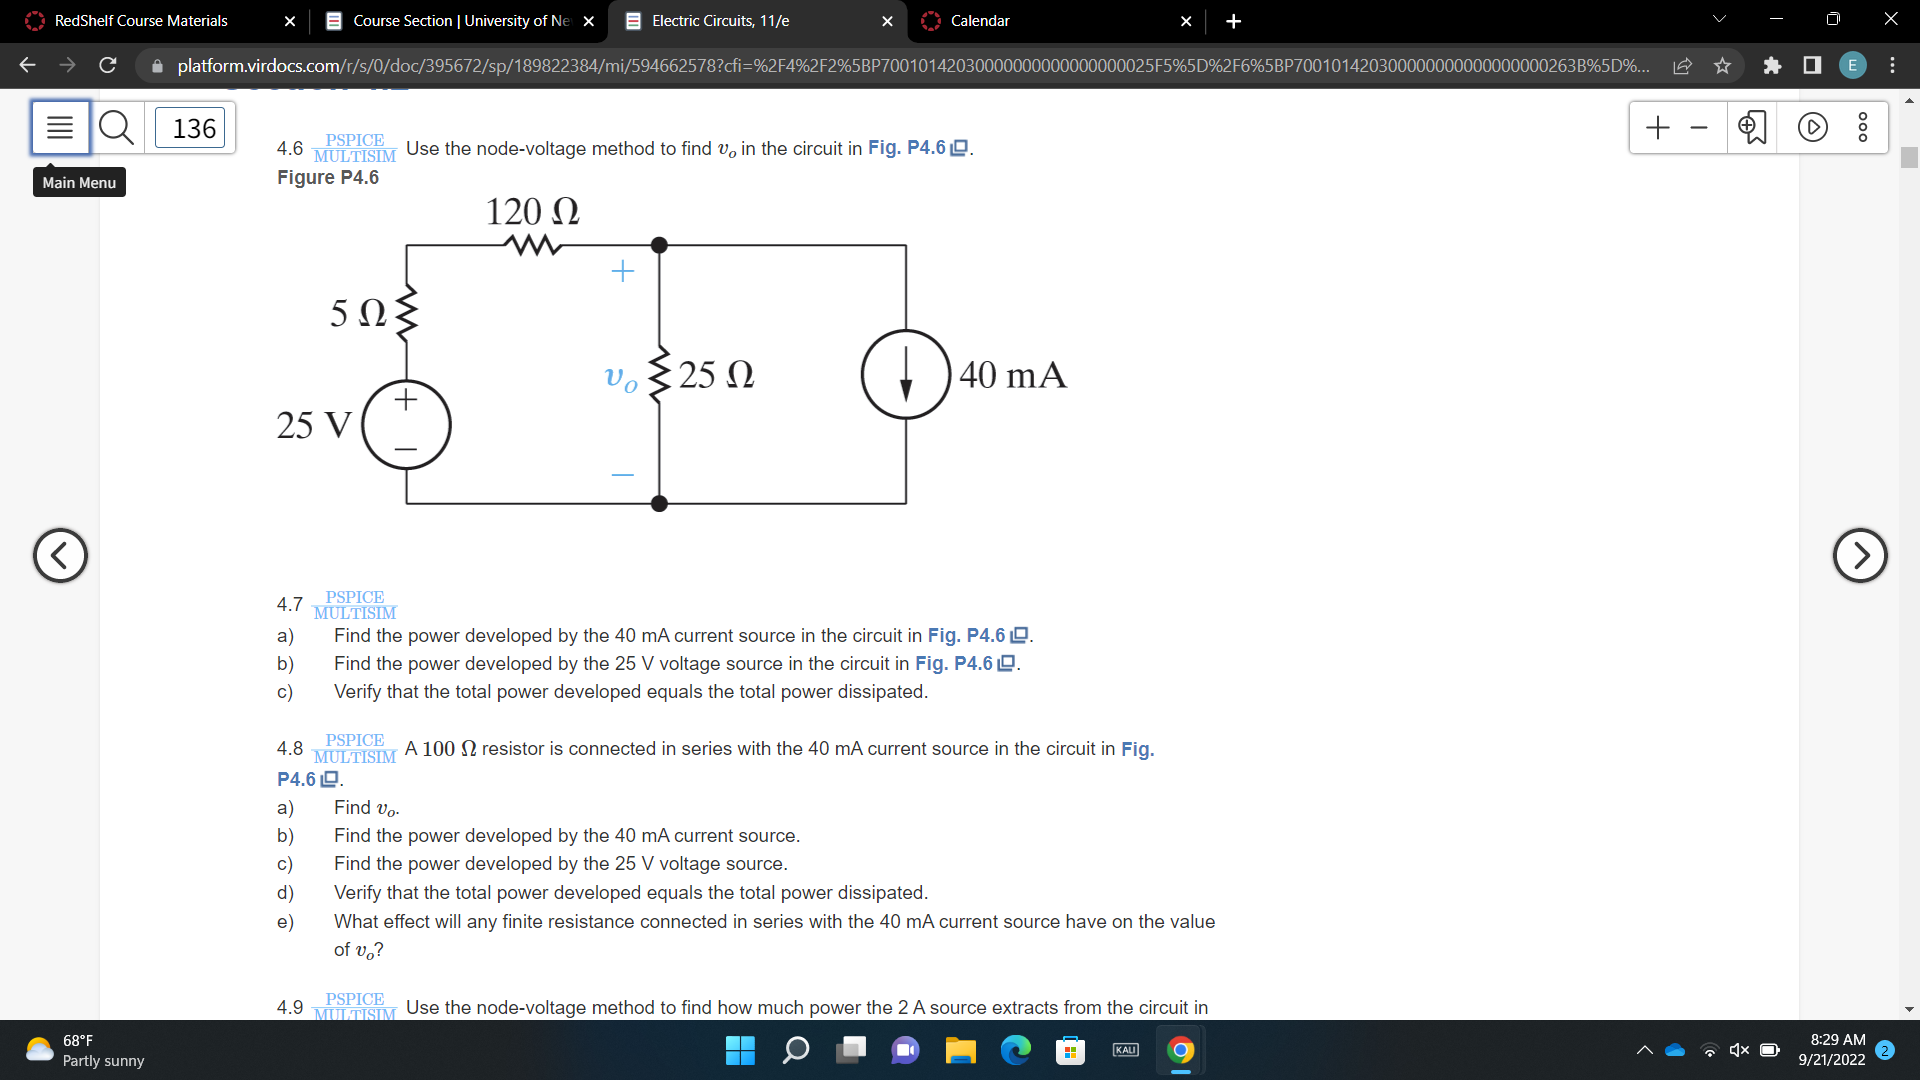 RedShelf Course Materials
Course Section | University of Ne
Electric Circuits, 11/e
Calendar
platform.virdocs.com/r/s/0/doc/395672/sp/189822384/mi/594662578?cfi=%2F4%2F2%5BP7001014203000000000000000025F5%5D%2F6%5BP700101420300000000000000000263B%5D%...
E
136
Main Menu
4.6 PSPICE MULTISIM Use the node-voltage method to find vₒ in the circuit in Fig. P4.6.
Figure P4.6
120 Ω
+
5 Ω
vₒ
25 Ω
40 mA
+
25 V
−
−
4.7 PSPICE MULTISIM
a) Find the power developed by the 40 mA current source in the circuit in Fig. P4.6.
b) Find the power developed by the 25 V voltage source in the circuit in Fig. P4.6.
c) Verify that the total power developed equals the total power dissipated.
4.8 PSPICE MULTISIM A 100 Ω resistor is connected in series with the 40 mA current source in the circuit in Fig.
P4.6.
a) Find vₒ.
b) Find the power developed by the 40 mA current source.
c) Find the power developed by the 25 V voltage source.
d) Verify that the total power developed equals the total power dissipated.
e) What effect will any finite resistance connected in series with the 40 mA current source have on the value
of vₒ?
4.9 PSPICE MULTISIM Use the node-voltage method to find how much power the 2 A source extracts from the circuit in
68°F
Partly sunny
KALI
8:29 AM
9/21/2022
2